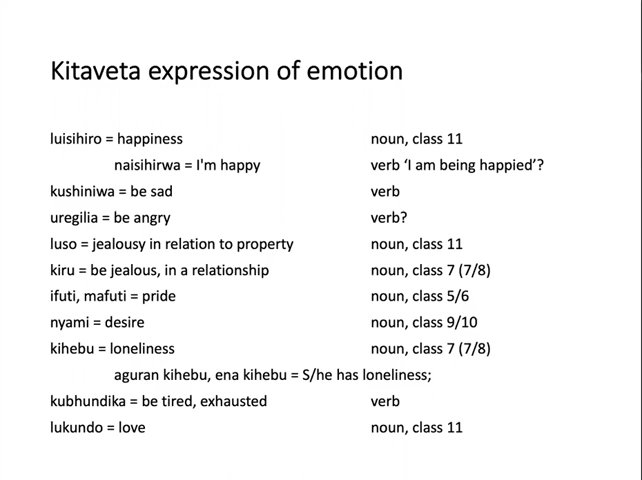 Kitaveta expression of emotion
luisihiro = happiness noun, class 11
naisihirwa = I'm happy verb ‘I am being happied’?
kushiniwa = be sad verb
uregilia = be angry verb?
luso = jealousy in relation to property noun, class 11
kiru = be jealous, in a relationship noun, class 7 (7/8)
ifuti, mafuti = pride noun, class 5/6
nyami = desire noun, class 9/10
kihebu = loneliness noun, class 7 (7/8)
aguran kihebu, ena kihebu = S/he has loneliness;
kubhundika = be tired, exhausted verb
lukundo = love noun, class 11